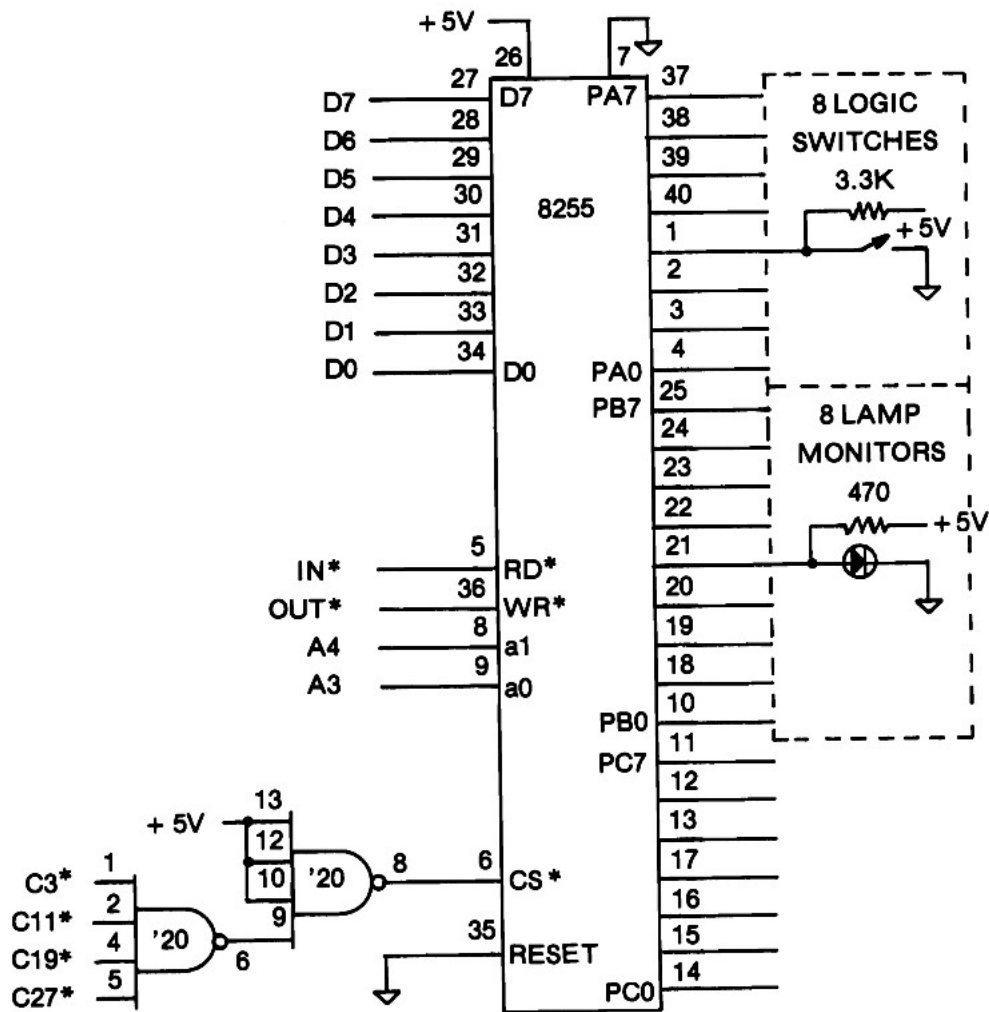 +5V
26
7
27
D7
D7
PA7
37
28
D6
38
29
D5
39
30
D4
8255
40
31
D3
1
32
D2
2
33
D1
3
34
D0
D0
4
PA0
25
PB7
24
23
22
21
20
19
18
10
PB0
11
PC7
12
13
17
16
15
14
PC0
8 LOGIC
SWITCHES
3.3K
+5V
8 LAMP
MONITORS
470
+5V
5
IN*
RD*
36
OUT*
WR*
8
A4
a1
9
A3
a0
+5V
13
12
10
9
'20
8
6
CS*
C3*
1
C11*
2
C19*
4
C27*
5
'20
6
35
RESET